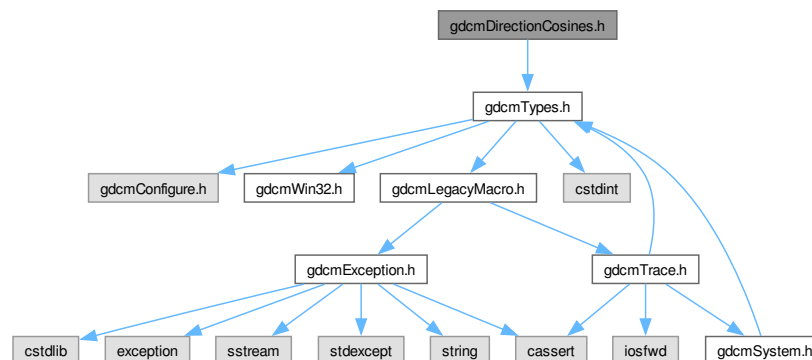 gdcmDirectionCosines.h
gdcmTypes.h
gdcmConfigure.h
gdcmWin32.h
gdcmLegacyMacro.h
cstdint
gdcmException.h
gdcmTrace.h
cstdlib
exception
sstream
stdexcept
string
cassert
iosfwd
gdcmSystem.h